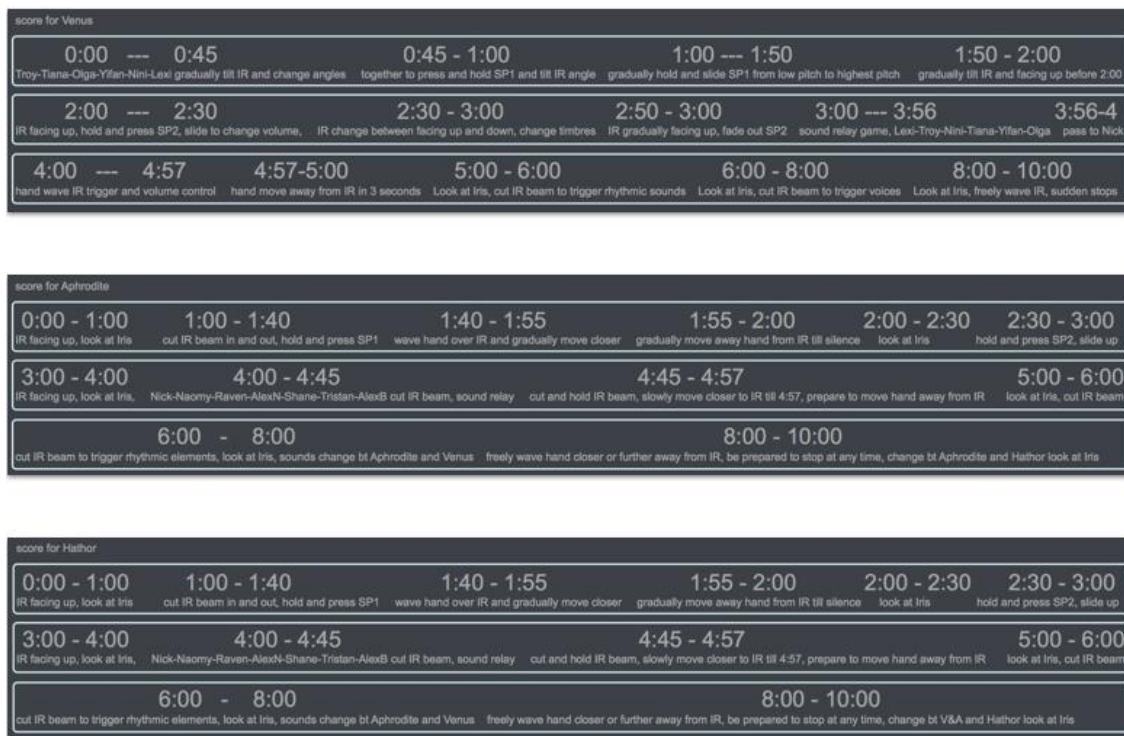 score for Venus
0:00 --- 0:45 0:45 - 1:00 1:00 --- 1:50 1:50 - 2:00
Troy-Tiana-Olga-Yifan-Nini-Lexi gradually tilt IR and change angles together to press and hold SP1 and tilt IR angle gradually hold and slide SP1 from low pitch to highest pitch gradually tilt IR and facing up before 2:00
2:00 --- 2:30 2:30 - 3:00 2:50 - 3:00 3:00 --- 3:56 3:56-4
IR facing up, hold and press SP2, slide to change volume, IR change between facing up and down, change timbres IR gradually facing up, fade out SP2 sound relay game, Lexi-Troy-Nini-Tiana-Yifan-Olga pass to Nick
4:00 --- 4:57 4:57-5:00 5:00 - 6:00 6:00 - 8:00 8:00 - 10:00
hand wave IR trigger and volume control hand move away from IR in 3 seconds Look at Iris, cut IR beam to trigger rhythmic sounds Look at Iris, cut IR beam to trigger voices Look at Iris, freely wave IR, sudden stops
score for Aphrodite
0:00 - 1:00 1:00 - 1:40 1:40 - 1:55 1:55 - 2:00 2:00 - 2:30 2:30 - 3:00
IR facing up, look at Iris cut IR beam in and out, hold and press SP1 wave hand over IR and gradually move closer gradually move away hand from IR till silence look at Iris hold and press SP2, slide up
3:00 - 4:00 4:00 - 4:45 4:45 - 4:57 5:00 - 6:00
IR facing up, look at Iris, Nick-Naomy-Raven-AlexN-Shane-Tristan-AlexB cut IR beam, sound relay cut and hold IR beam, slowly move closer to IR till 4:57, prepare to move hand away from IR look at Iris, cut IR beam
6:00 - 8:00 8:00 - 10:00
cut IR beam to trigger rhythmic elements, look at Iris, sounds change bt Aphrodite and Venus freely wave hand closer or further away from IR, be prepared to stop at any time, change bt Aphrodite and Hathor look at Iris
score for Hathor
0:00 - 1:00 1:00 - 1:40 1:40 - 1:55 1:55 - 2:00 2:00 - 2:30 2:30 - 3:00
IR facing up, look at Iris cut IR beam in and out, hold and press SP1 wave hand over IR and gradually move closer gradually move away hand from IR till silence look at Iris hold and press SP2, slide up
3:00 - 4:00 4:00 - 4:45 4:45 - 4:57 5:00 - 6:00
IR facing up, look at Iris, Nick-Naomy-Raven-AlexN-Shane-Tristan-AlexB cut IR beam, sound relay cut and hold IR beam, slowly move closer to IR till 4:57, prepare to move hand away from IR look at Iris, cut IR beam
6:00 - 8:00 8:00 - 10:00
cut IR beam to trigger rhythmic elements, look at Iris, sounds change bt Aphrodite and Venus freely wave hand closer or further away from IR, be prepared to stop at any time, change bt V&A and Hathor look at Iris